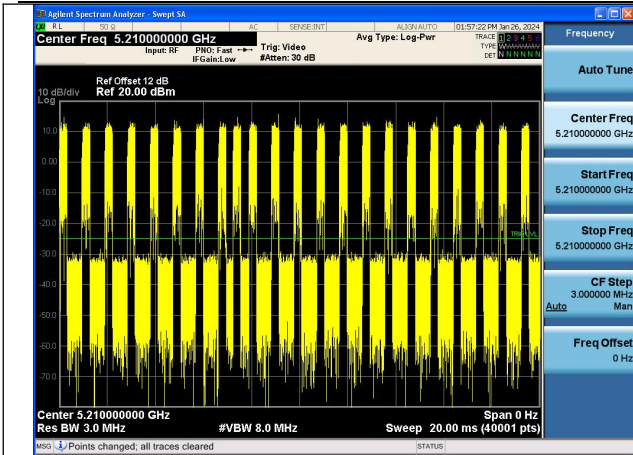 Agilent Spectrum Analyzer - Swept SA
RL 50 Ω AC SENSE:INT ALIGNAUTO 01:57:22 PM Jan 26, 2024
Center Freq 5.210000000 GHz
Input: RF PNO: Fast
IFGain:Low
Trig: Video
#Atten: 30 dB
Avg Type: Log-Pwr
TRACE 1 2 3 4 5 6
TYPE
DET N N N N N N
Frequency
Auto Tune
Center Freq
5.210000000 GHz
Start Freq
5.210000000 GHz
Stop Freq
5.210000000 GHz
CF Step
3.000000 MHz
Auto Man
Freq Offset
0 Hz
Ref Offset 12 dB
10 dB/div Ref 20.00 dBm
Log
10.0
0.00
-10.0
-20.0
TRIG LVL
-30.0
-40.0
-50.0
-60.0
-70.0
Center 5.210000000 GHz Span 0 Hz
Res BW 3.0 MHz #VBW 8.0 MHz Sweep 20.00 ms (40001 pts)
MSG Points changed; all traces cleared STATUS